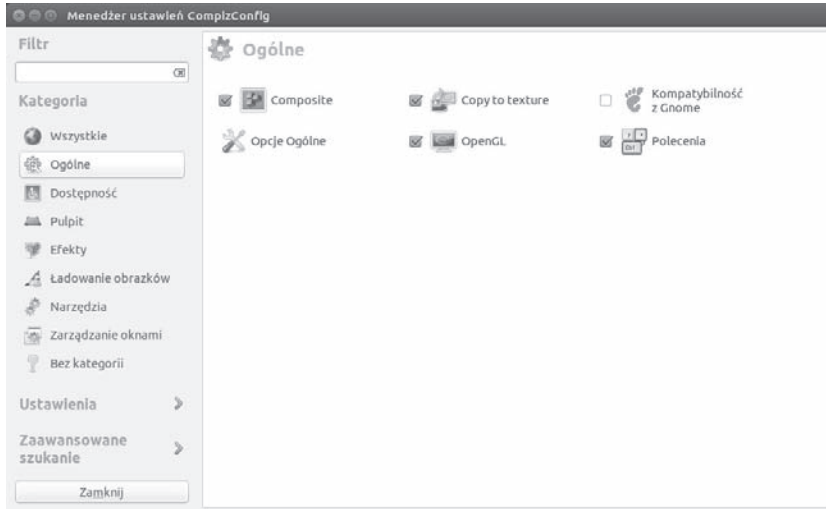 Menedżer ustawień CompizConfig
Filtr
Kategoria
Wszystkie
Ogólne
Dostępność
Pulpit
Efekty
Ładowanie obrazków
Narzędzia
Zarządzanie oknami
Bez kategorii
Ustawienia
Zaawansowane
szukanie
Zamknij
Ogólne
Composite
Copy to texture
Kompatybilność
z Gnome
Opcje Ogólne
OpenGL
Polecenia